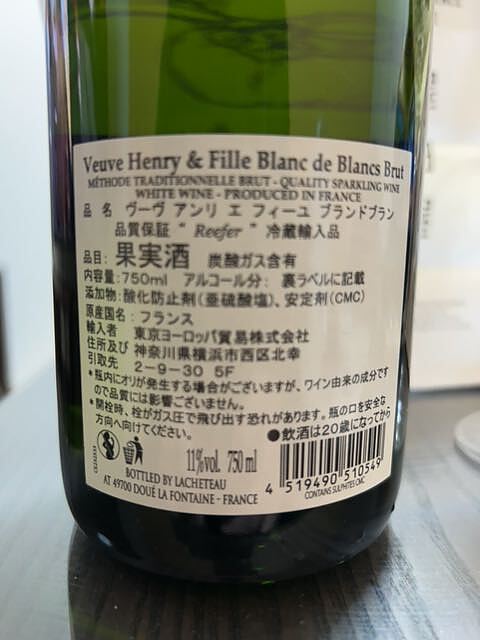 Veuve Henry & Fille Blanc de Blancs Brut
MÉTHODE TRADITIONNELLE BRUT - QUALITY SPARKLING WINE
WHITE WINE - PRODUCED IN FRANCE
品 名 ヴーヴ アンリ エ フィーユ ブランドブラン
品質保証 " Reefer " 冷蔵輸入品
品目: 果実酒 炭酸ガス含有
内容量:750ml アルコール分: 裏ラベルに記載
添加物:酸化防止剤(亜硫酸塩)、安定剤(CMC)
原産国名: フランス
輸入者 東京ヨーロッパ貿易株式会社
住所及び 神奈川県横浜市西区北幸
引取先 2-9-30 5F
*瓶内にオリが発生する場合がございますが、ワイン由来の成分です
ので品質には影響ございません。
*開栓時、栓がガス圧で飛び出す恐れがあります。瓶の口を安全な
方向へ向けてください。
●飲酒は20歳になってから
11%vol. 750 ml
BOTTLED BY LACHETEAU
AT 49700 DOUÉ LA FONTAINE - FRANCE
4 519490 510549
CONTAINS SULPHITES CMC